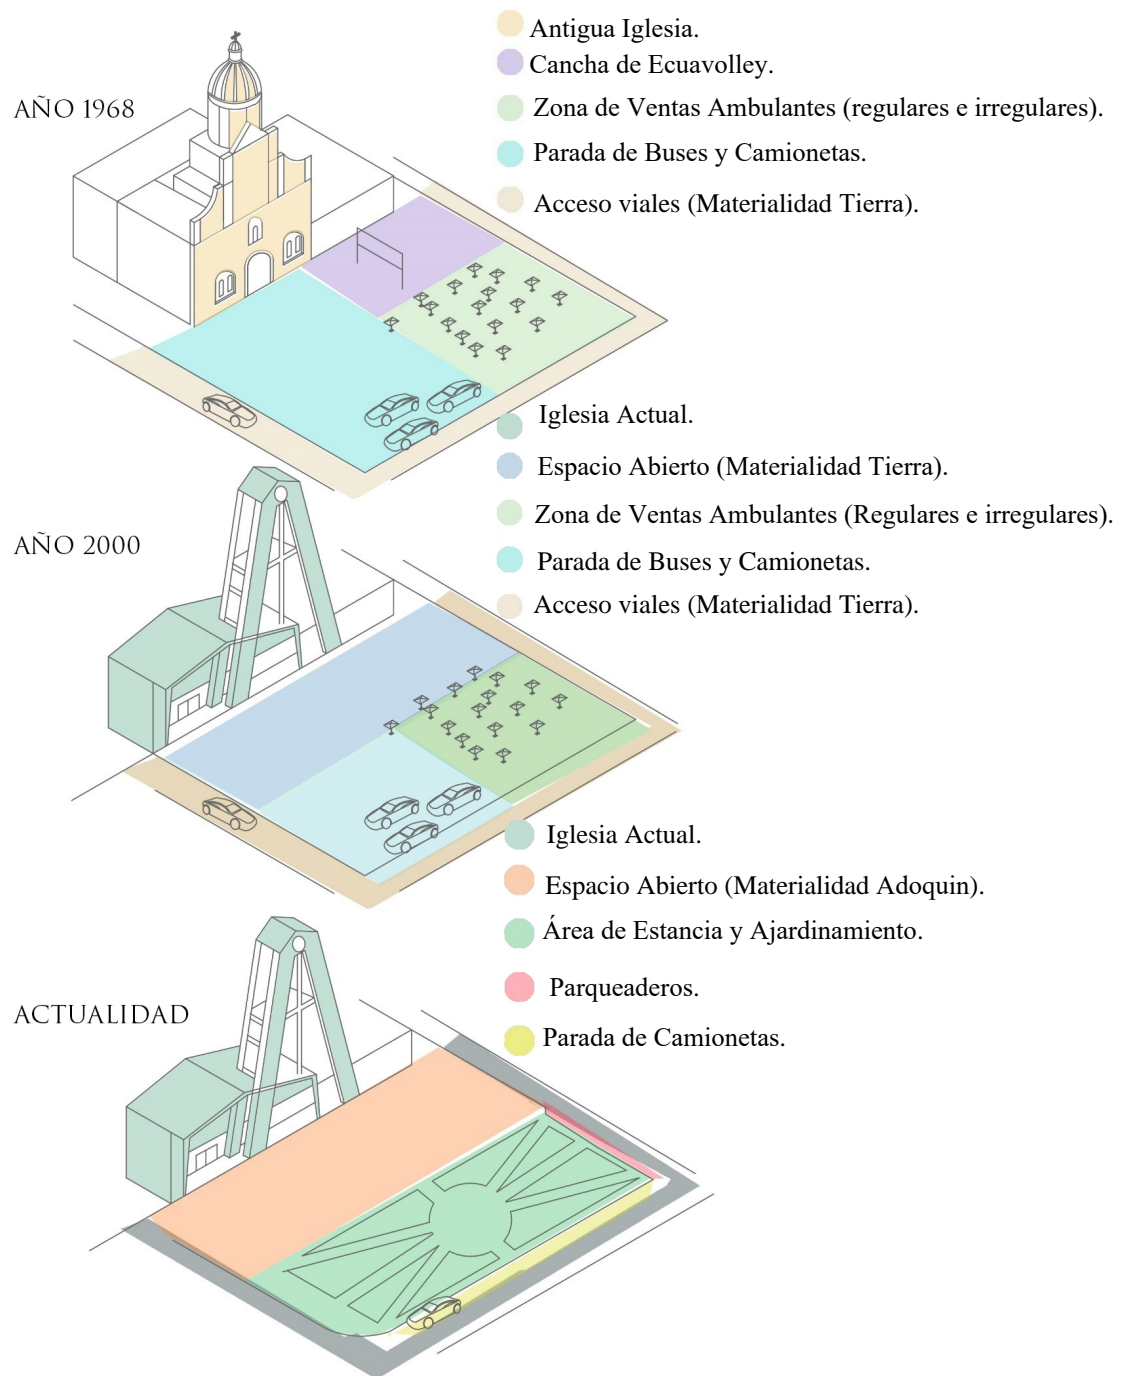 Antigua Iglesia.
Cancha de Ecuavolley.
AÑO 1968
Zona de Ventas Ambulantes (regulares e irregulares).
Parada de Buses y Camionetas.
Acceso viales (Materialidad Tierra).
Iglesia Actual.
Espacio Abierto (Materialidad Tierra).
Zona de Ventas Ambulantes (Regulares e irregulares).
AÑO 2000
Parada de Buses y Camionetas.
Acceso viales (Materialidad Tierra).
Iglesia Actual.
Espacio Abierto (Materialidad Adoquin).
Área de Estancia y Ajardinamiento.
Parqueaderos.
ACTUALIDAD
Parada de Camionetas.